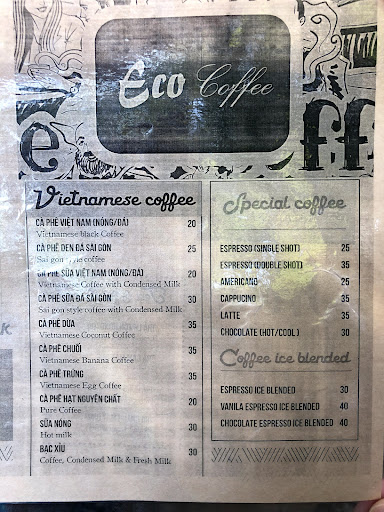 Eco Coffee
Vietnamese coffee
CÀ PHÊ VIỆT NAM (NÓNG/ĐÁ) 20
Vietnamese black Coffee
CÀ PHÊ ĐEN ĐÁ SÀI GÒN 25
Sai gon style coffee
CÀ PHÊ SỮA VIỆT NAM (NÓNG/ĐÁ) 20
Vietnamese Coffee with Condensed Milk
CÀ PHÊ SỮA ĐÁ SÀI GÒN 30
Sai gon style coffee with Condensed Milk
CÀ PHÊ DỪA 35
Vietnamese Coconut Coffee
CÀ PHÊ CHUỐI 35
Vietnamese Banana Coffee
CÀ PHÊ TRỨNG 35
Vietnamese Egg Coffee
CÀ PHÊ HẠT NGUYÊN CHẤT 20
Pure Coffee
SỮA NÓNG 30
Hot milk
BẠC XỈU 30
Coffee, Condensed Milk & Fresh Milk
Special coffee
ESPRESSO (SINGLE SHOT) 25
ESPRESSO (DOUBLE SHOT) 35
AMERICANO 25
CAPPUCINO 35
LATTE 35
CHOCOLATE (HOT/COOL ) 30
Coffee ice blended
ESPRESSO ICE BLENDED 30
VANILA ESPRESSO ICE BLENDED 40
CHOCOLATE ESPRESSO ICE BLENDED 40